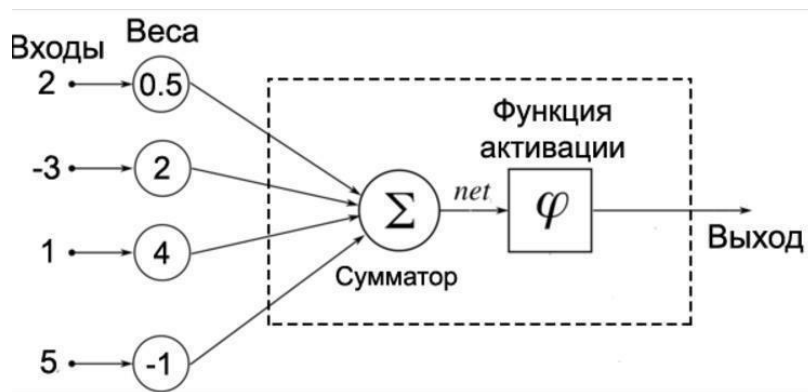 Входы
Веса
2
0.5
-3
2
1
4
5
-1
Σ
Сумматор
net
Функция
активации
φ
Выход